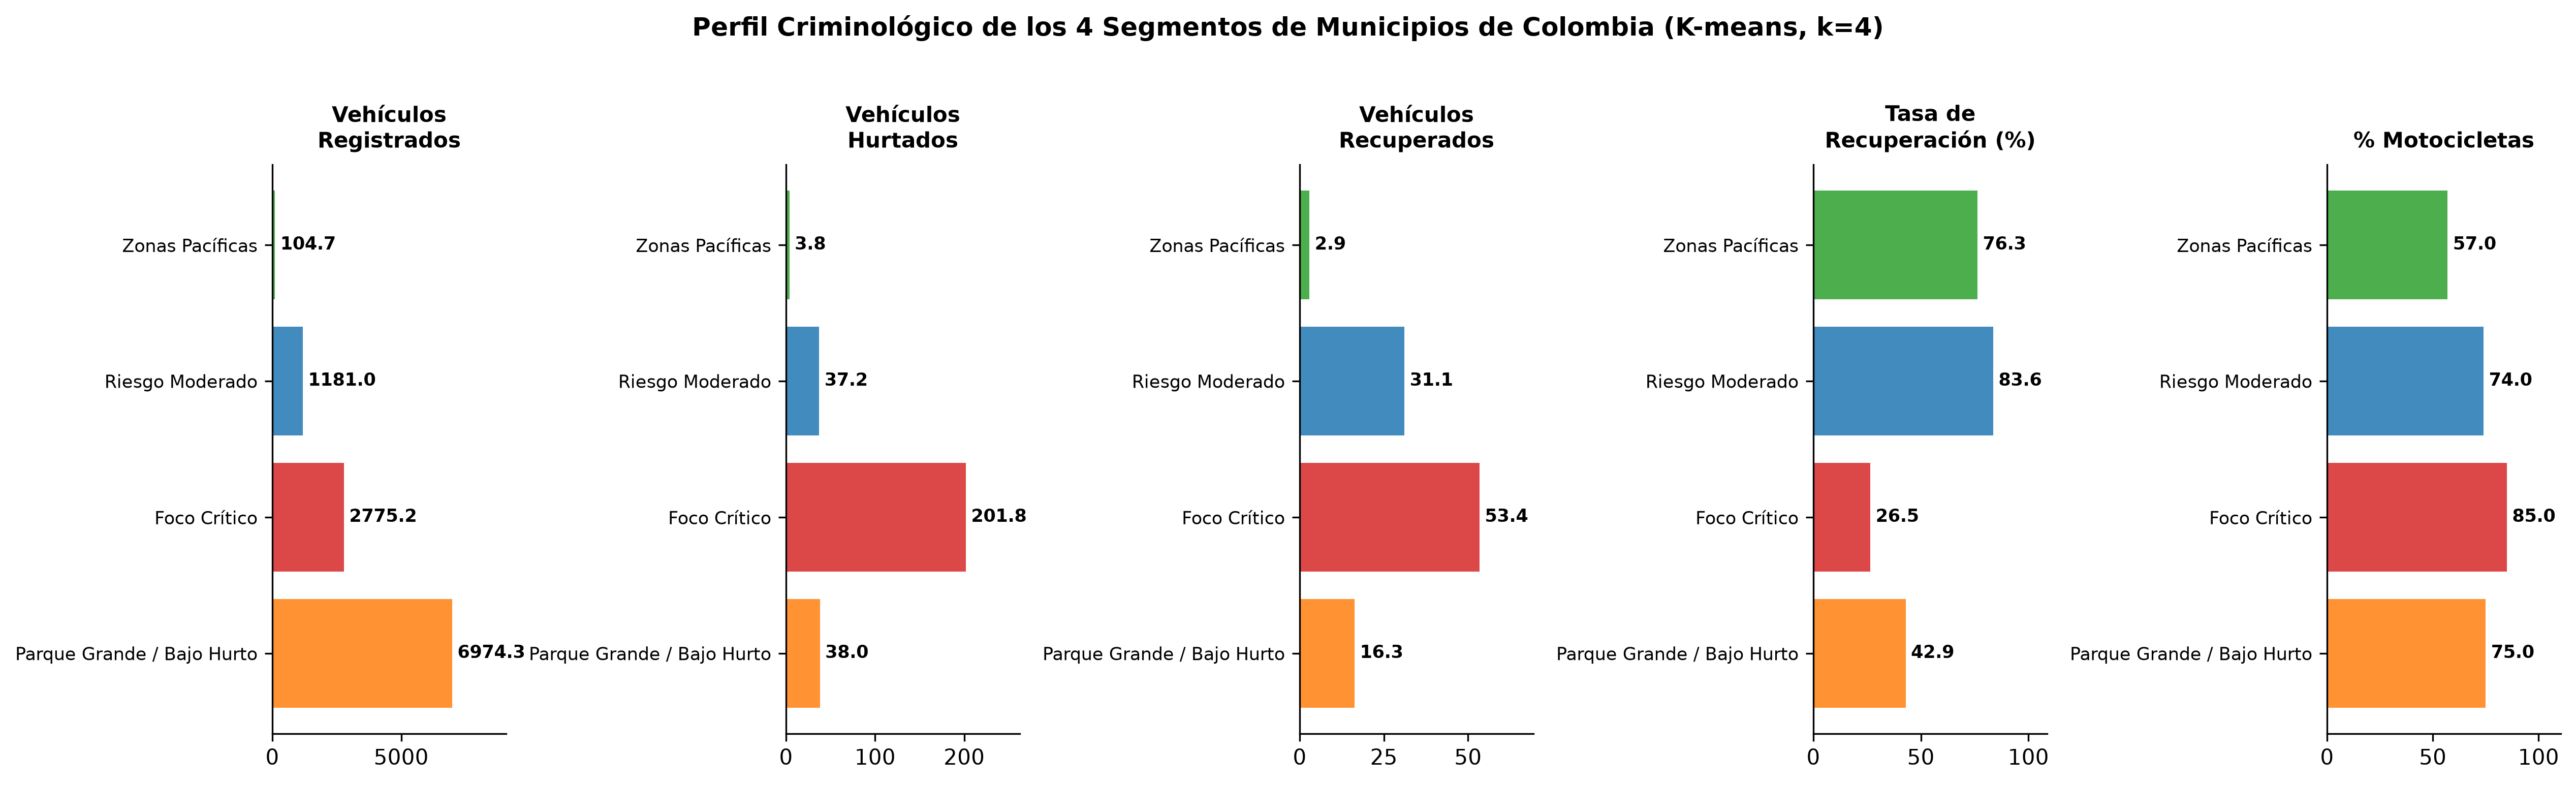 Perfil Criminológico de los 4 Segmentos de Municipios de Colombia (K-means, k=4)
Vehículos
Registrados
Zonas Pacíficas
104.7
Riesgo Moderado
1181.0
Foco Crítico
2775.2
Parque Grande / Bajo Hurto
6974.3
0
5000
Vehículos
Hurtados
Zonas Pacíficas
3.8
Riesgo Moderado
37.2
Foco Crítico
201.8
Parque Grande / Bajo Hurto
38.0
0
100
200
Vehículos
Recuperados
Zonas Pacíficas
2.9
Riesgo Moderado
31.1
Foco Crítico
53.4
Parque Grande / Bajo Hurto
16.3
0
25
50
Tasa de
Recuperación (%)
Zonas Pacíficas
76.3
Riesgo Moderado
83.6
Foco Crítico
26.5
Parque Grande / Bajo Hurto
42.9
0
50
100
% Motocicletas
Zonas Pacíficas
57.0
Riesgo Moderado
74.0
Foco Crítico
85.0
Parque Grande / Bajo Hurto
75.0
0
50
100